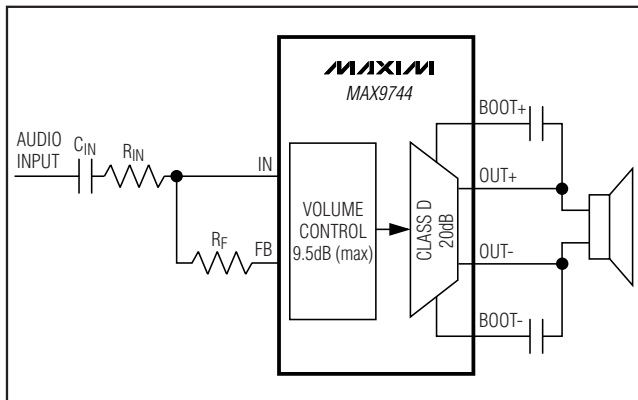 MAXIM
MAX9744
AUDIO
INPUT
CIN
RIN
IN
RF
FB
VOLUME
CONTROL
9.5dB (max)
CLASS D
20dB
BOOT+
OUT+
OUT-
BOOT-